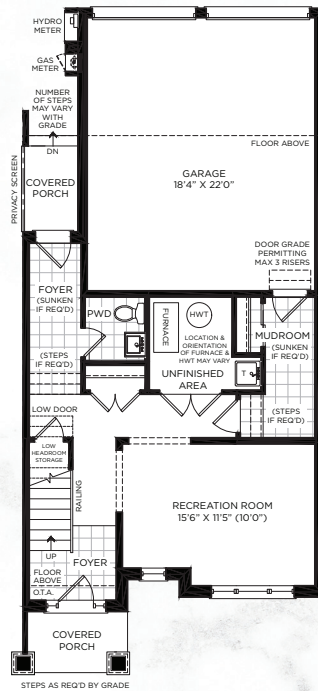 HYDRO
METER
GAS
METER
NUMBER
OF STEPS
MAY VARY
WITH
GRADE
DN
PRIVACY SCREEN
COVERED
PORCH
FLOOR ABOVE
GARAGE
18'4" X 22'0"
DOOR GRADE
PERMITTING
MAX 3 RISERS
FOYER
(SUNKEN
IF REQ'D)
(STEPS
IF REQ'D)
PWD
FURNACE
HWT
LOCATION &
ORIENTATION
OF FURNACE &
HWT MAY VARY
UNFINISHED
AREA
T
MUDROOM
(SUNKEN
IF REQ'D)
(STEPS
IF REQ'D)
LOW DOOR
LOW
HEADROOM
STORAGE
RAILING
UP
FLOOR
ABOVE
O.T.A.
FOYER
RECREATION ROOM
15'6" X 11'5" (10'0")
COVERED
PORCH
STEPS AS REQ'D BY GRADE